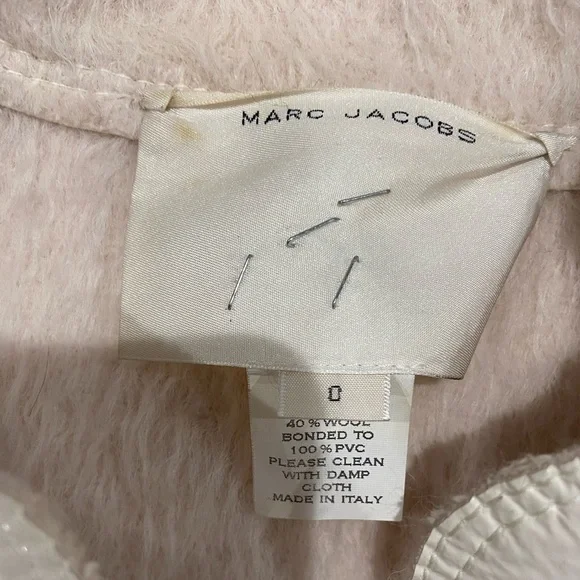 MARC JACOBS
0
40 % WOOL
BONDED TO
100 % PVC
PLEASE CLEAN
WITH DAMP
CLOTH
MADE IN ITALY